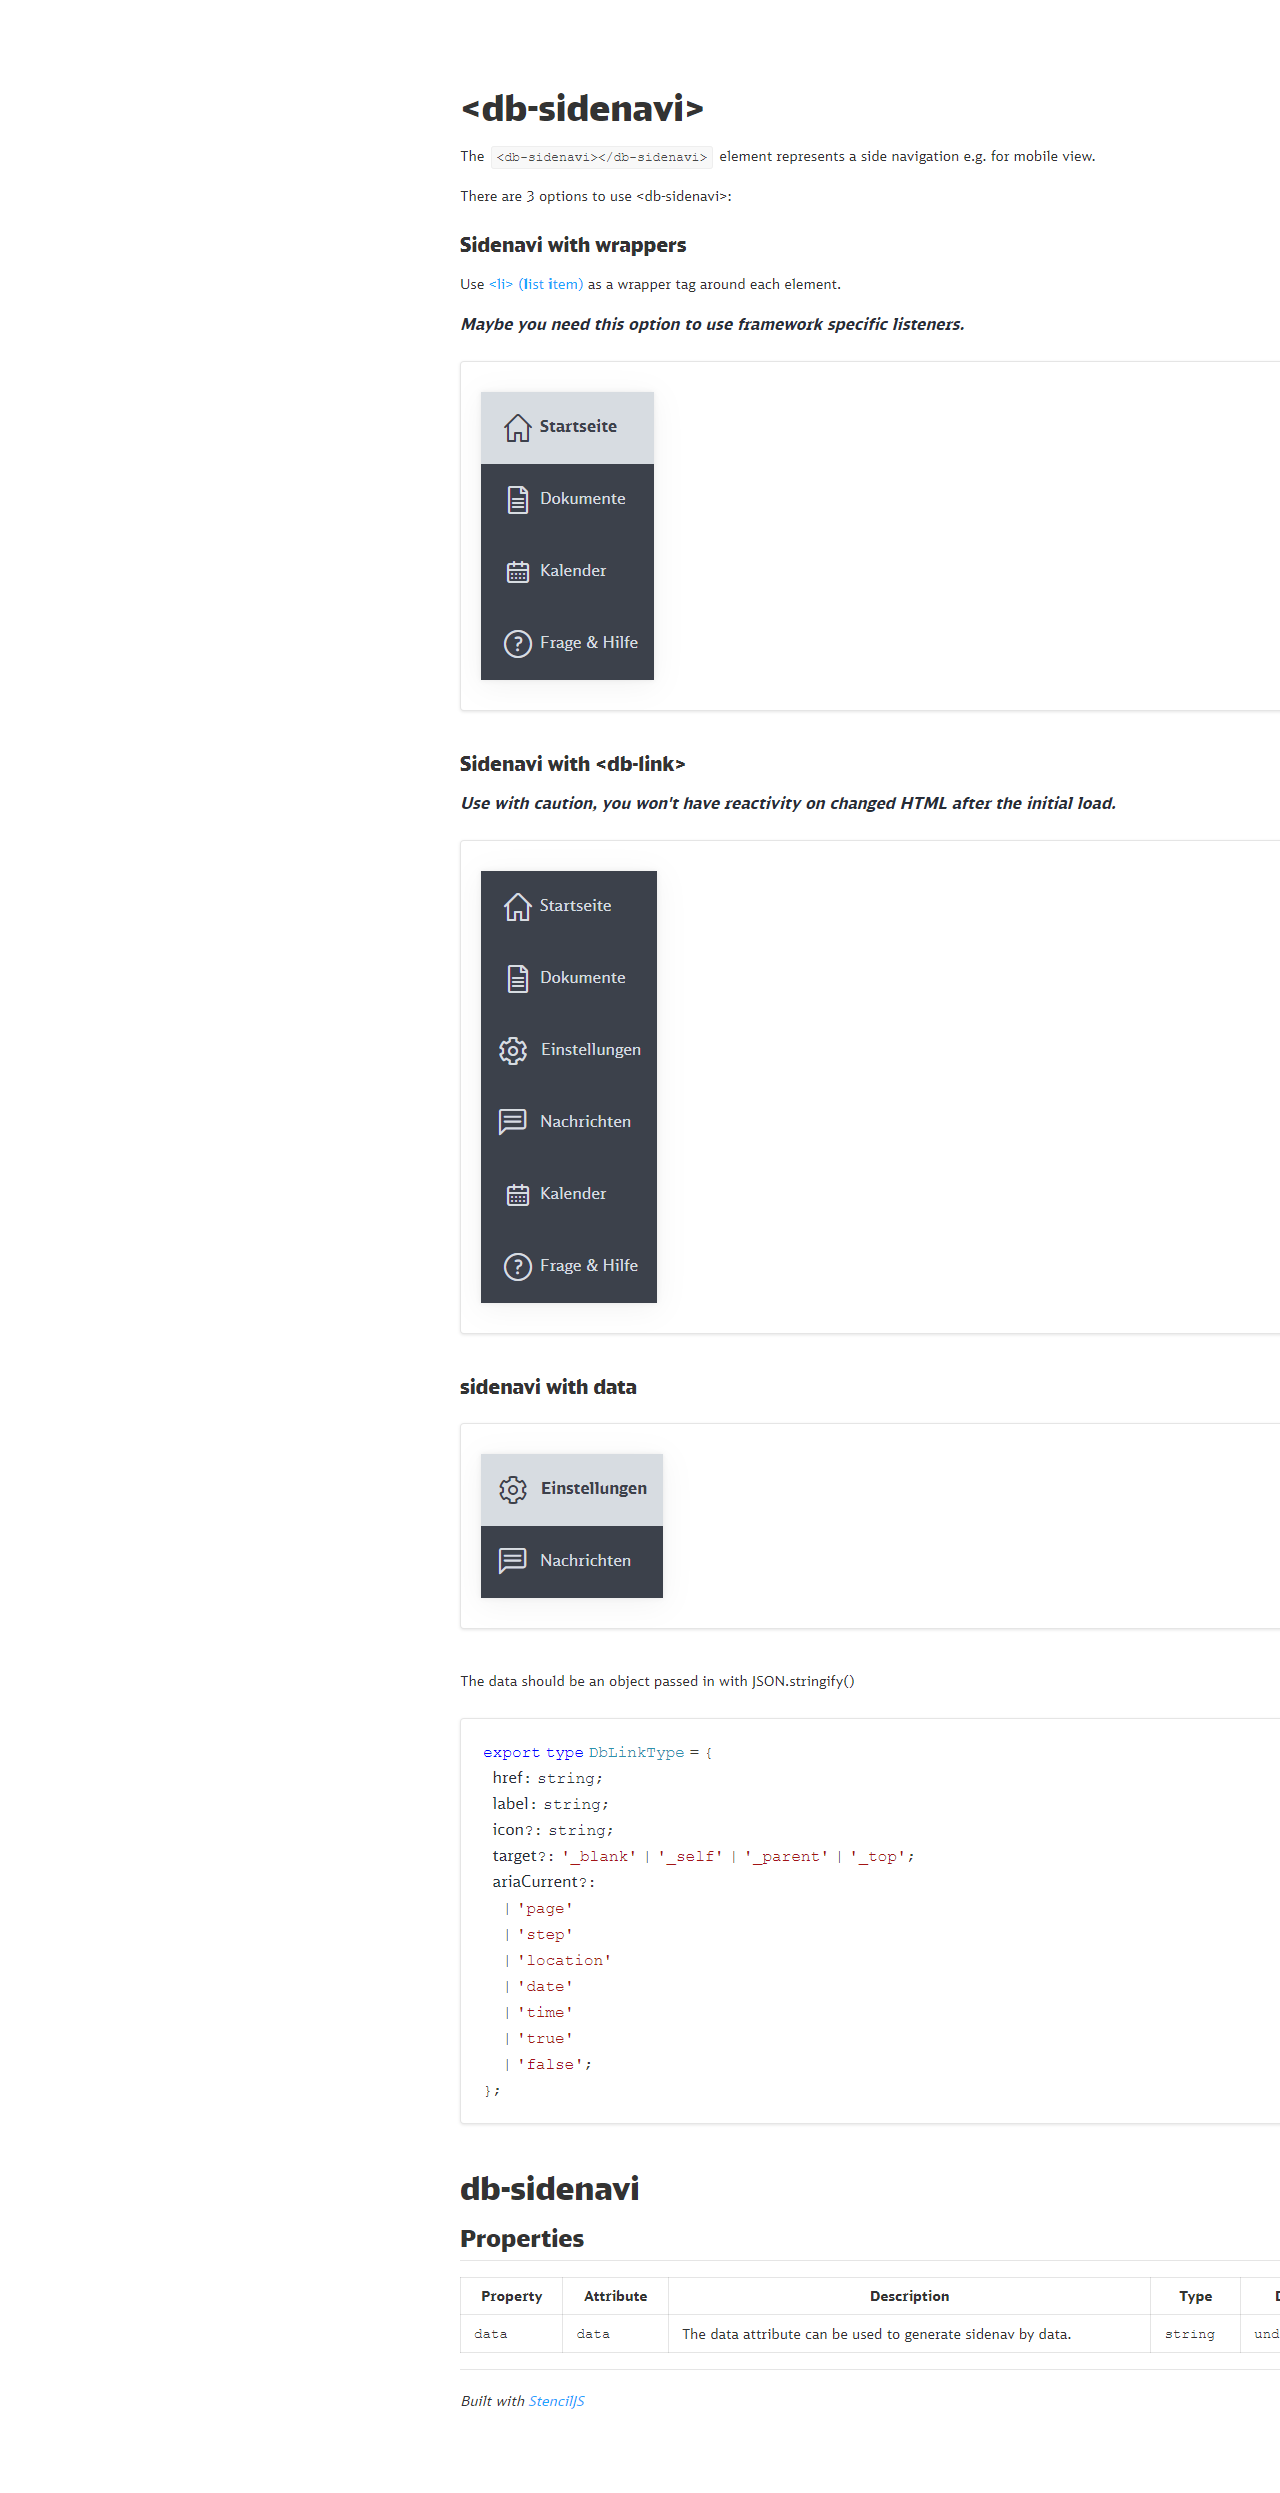 <db-sidenavi>
The <db-sidenavi></db-sidenavi> element represents a side navigation e.g. for mobile view.
There are 3 options to use <db-sidenavi>:
Sidenavi with wrappers
Use <li> (list item) as a wrapper tag around each element.
Maybe you need this option to use framework specific listeners.
Startseite
Dokumente
Kalender
Frage & Hilfe
Sidenavi with <db-link>
Use with caution, you won't have reactivity on changed HTML after the initial load.
Startseite
Dokumente
Einstellungen
Nachrichten
Kalender
Frage & Hilfe
sidenavi with data
Einstellungen
Nachrichten
The data should be an object passed in with JSON.stringify()
export type DbLinkType = {
href: string;
label: string;
icon?: string;
target?: '_blank' | '_self' | '_parent' | '_top';
ariaCurrent?:
| 'page'
| 'step'
| 'location'
| 'date'
| 'time'
| 'true'
| 'false';
};
db-sidenavi
Properties
Property Attribute Description Type
data data The data attribute can be used to generate sidenav by data. string
Built with StencilJS